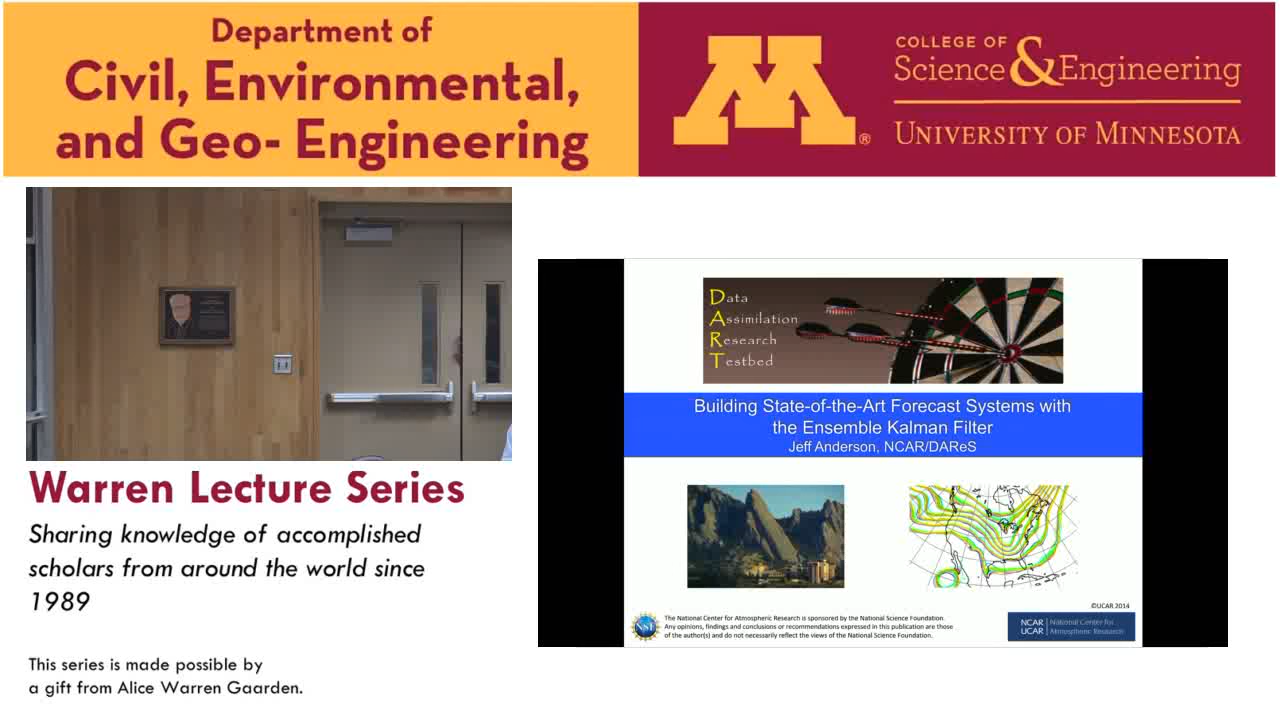 Department of
Civil, Environmental,
and Geo- Engineering
M®
COLLEGE OF
Science & Engineering
UNIVERSITY OF MINNESOTA
Data
Assimilation
Research
Testbed
Building State-of-the-Art Forecast Systems with
the Ensemble Kalman Filter
Jeff Anderson, NCAR/DAReS
©UCAR 2014
NSF
The National Center for Atmospheric Research is sponsored by the National Science Foundation.
Any opinions, findings and conclusions or recommendations expressed in this publication are those
of the author(s) and do not necessarily reflect the views of the National Science Foundation.
NCAR | National Center for
UCAR | Atmospheric Research
Warren Lecture Series
Sharing knowledge of accomplished
scholars from around the world since
1989
This series is made possible by
a gift from Alice Warren Gaarden.